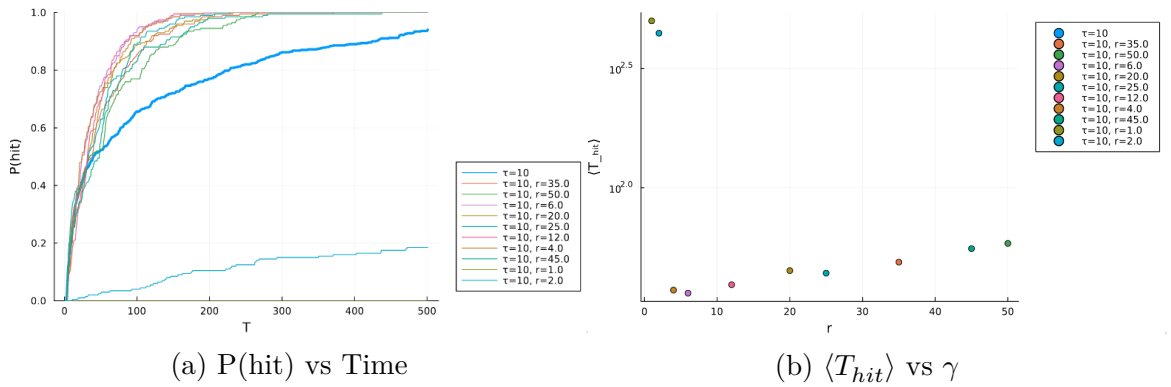 P(hit)
1.0
0.8
0.6
0.4
0.2
0.0
0
100
200
300
400
500
T
τ=10
τ=10, r=35.0
τ=10, r=50.0
τ=10, r=6.0
τ=10, r=20.0
τ=10, r=25.0
τ=10, r=12.0
τ=10, r=4.0
τ=10, r=45.0
τ=10, r=1.0
τ=10, r=2.0
(a) P(hit) vs Time
⟨T_hit⟩
10^2.5
10^2.0
0
10
20
30
40
50
r
τ=10
τ=10, r=35.0
τ=10, r=50.0
τ=10, r=6.0
τ=10, r=20.0
τ=10, r=25.0
τ=10, r=12.0
τ=10, r=4.0
τ=10, r=45.0
τ=10, r=1.0
τ=10, r=2.0
(b) ⟨T_hit⟩ vs γ